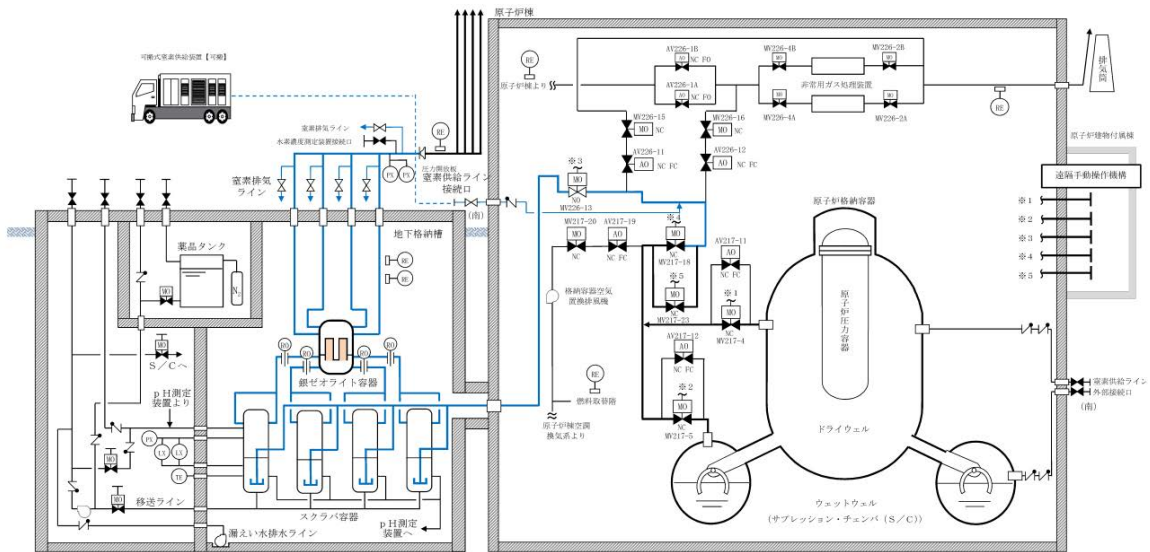 原子炉棟
可搬式窒素供給装置【可搬】
RE
原子炉棟より
AV226-1B
AO
NC FO
AV226-1A
AO
NC FO
MV226-4B
MO
MV226-2B
MO
非常用ガス処理装置
MO
MV226-4A
MO
MV226-2A
RE
排気筒
窒素排気ライン
水素濃度測定装置接続口
RE
圧力開放板
PX
PX
窒素供給ライン
接続口
(南)
窒素排気
ライン
MV226-15
MO
NC
MV226-16
MO
NC
AV226-11
AO
NC FC
AV226-12
AO
NC FC
※3
MO
NO
MV226-13
原子炉建物付属棟
遠隔手動操作機構
※1
※2
※3
※4
※5
地下格納槽
RE
RE
薬品タンク
N2
MO
MV217-20
MO
NC
AV217-19
AO
NC FC
※4
MO
NC
MV217-18
※5
MO
NC
MV217-23
AV217-11
AO
NC FC
※1
MO
NC
MV217-4
原子炉格納容器
原子炉圧力容器
格納容器空気
置換排風機
MO
S/Cへ
pH測定
装置より
RO
RO
RO
RO
銀ゼオライト容器
AV217-12
AO
NC FC
※2
MO
NC
MV217-5
RE
燃料取替階
原子炉棟空調
換気系より
ドライウェル
窒素供給ライン
外部接続口
(南)
PX
LX
LX
TE
MO
MO
移送ライン
スクラバ容器
漏えい水排水ライン
pH測定
装置へ
ウェットウェル
(サプレッション・チェンバ(S/C))